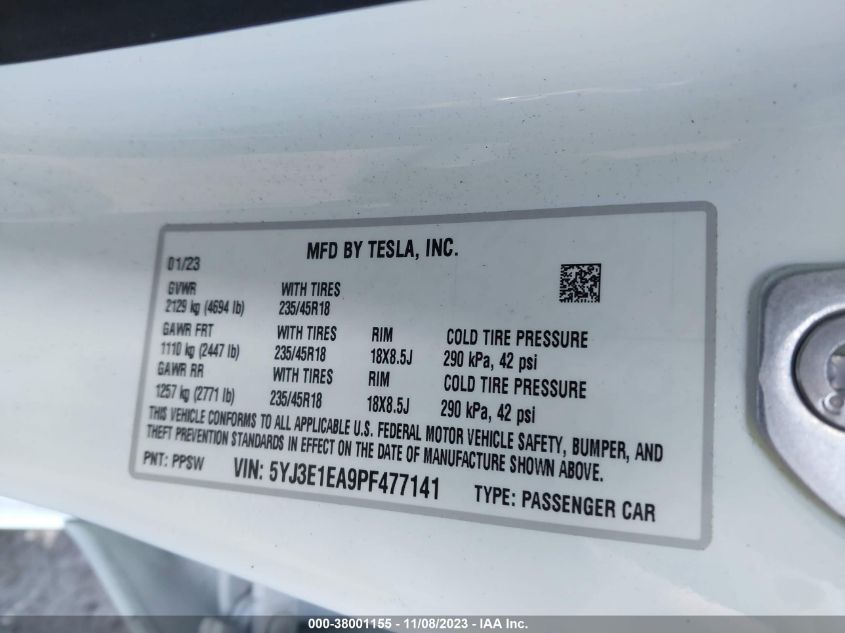 MFD BY TESLA, INC.
01/23
GVWR WITH TIRES
2129 kg (4694 lb) 235/45R18
GAWR FRT WITH TIRES RIM COLD TIRE PRESSURE
1110 kg (2447 lb) 235/45R18 18X8.5J 290 kPa, 42 psi
GAWR RR WITH TIRES RIM COLD TIRE PRESSURE
1257 kg (2771 lb) 235/45R18 18X8.5J 290 kPa, 42 psi
THIS VEHICLE CONFORMS TO ALL APPLICABLE U.S. FEDERAL MOTOR VEHICLE SAFETY, BUMPER, AND
THEFT PREVENTION STANDARDS IN EFFECT ON THE DATE OF MANUFACTURE SHOWN ABOVE.
PNT: PPSW VIN: 5YJ3E1EA9PF477141 TYPE: PASSENGER CAR
000-38001155 - 11/08/2023 - IAA Inc.